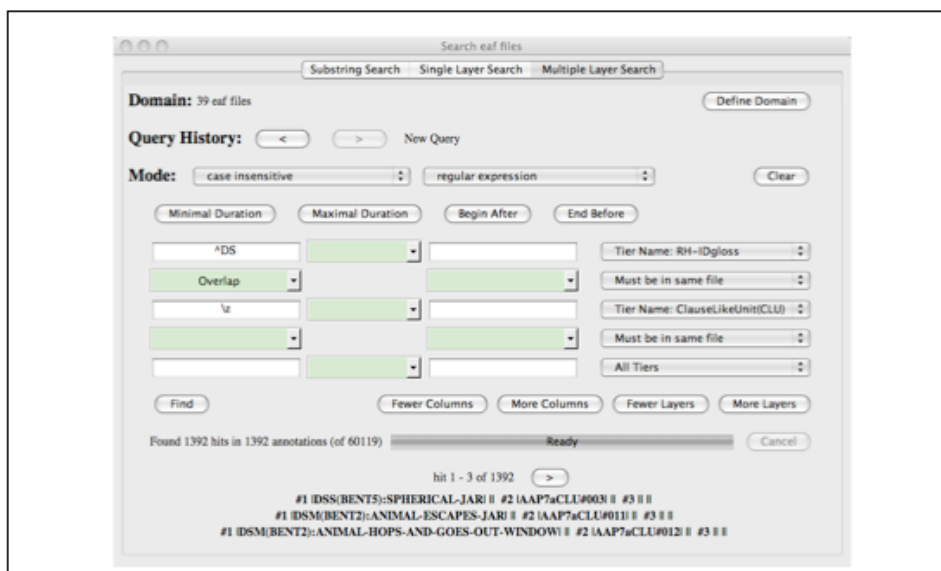 Search eaf files
Substring Search Single Layer Search Multiple Layer Search
Domain: 39 eaf files Define Domain
Query History: < > New Query
Mode: case insensitive regular expression Clear
Minimal Duration Maximal Duration Begin After End Before
^DS Tier Name: RH-IDgloss
Overlap Must be in same file
\z Tier Name: ClauseLikeUnit(CLU)
Must be in same file
All Tiers
Find Fewer Columns More Columns Fewer Layers More Layers
Found 1392 hits in 1392 annotations (of 60119) Ready Cancel
hit 1 - 3 of 1392 >
#1 |DSS(BENT5):SPHERICAL-JAR| || #2 |AAP7aCLU#003| || #3 || ||
#1 |DSM(BENT2):ANIMAL-ESCAPES-JAR| || #2 |AAP7aCLU#011| || #3 || ||
#1 |DSM(BENT2):ANIMAL-HOPS-AND-GOES-OUT-WINDOW| || #2 |AAP7aCLU#012| || #3 || ||